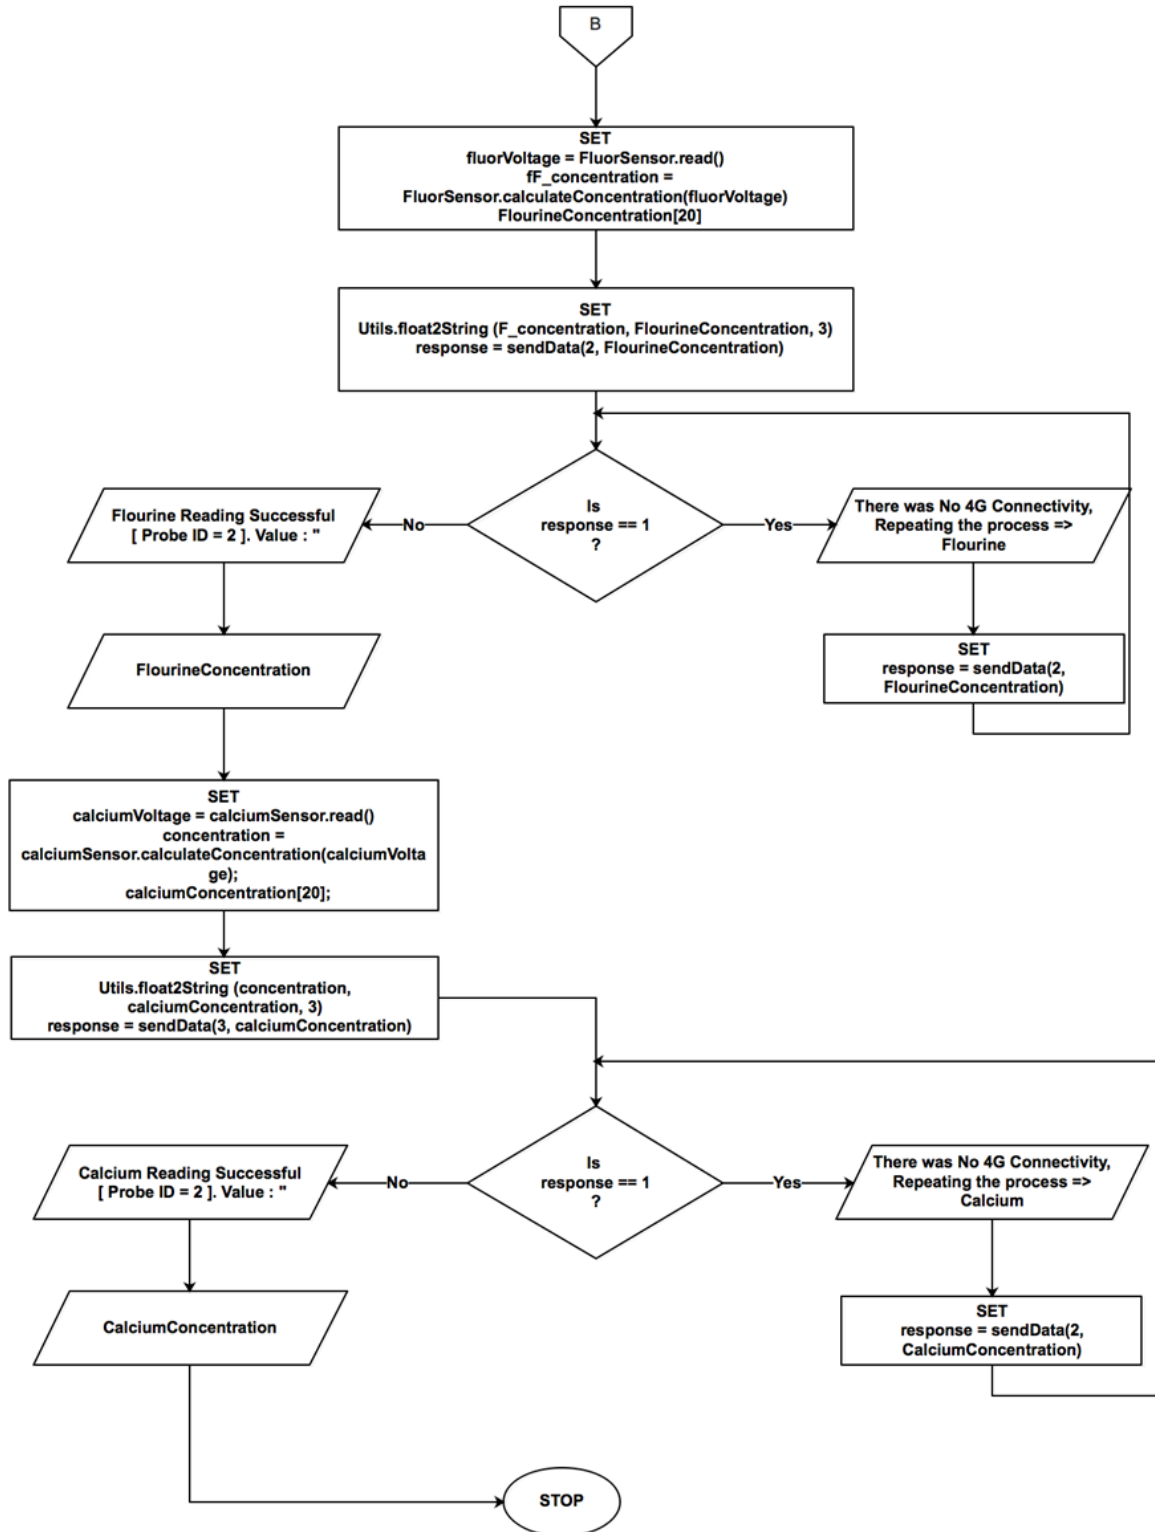 B
SET
fluorVoltage = FluorSensor.read()
fF_concentration =
FluorSensor.calculateConcentration(fluorVoltage)
FlourineConcentration[20]
SET
Utils.float2String (F_concentration, FlourineConcentration, 3)
response = sendData(2, FlourineConcentration)
Is
response == 1
?
No
Yes
Flourine Reading Successful
[ Probe ID = 2 ]. Value : "
There was No 4G Connectivity,
Repeating the process =>
Flourine
FlourineConcentration
SET
response = sendData(2,
FlourineConcentration)
SET
calciumVoltage = calciumSensor.read()
concentration =
calciumSensor.calculateConcentration(calciumVolta
ge);
calciumConcentration[20];
SET
Utils.float2String (concentration,
calciumConcentration, 3)
response = sendData(3, calciumConcentration)
Is
response == 1
?
No
Yes
Calcium Reading Successful
[ Probe ID = 2 ]. Value : "
There was No 4G Connectivity,
Repeating the process =>
Calcium
CalciumConcentration
SET
response = sendData(2,
CalciumConcentration)
STOP